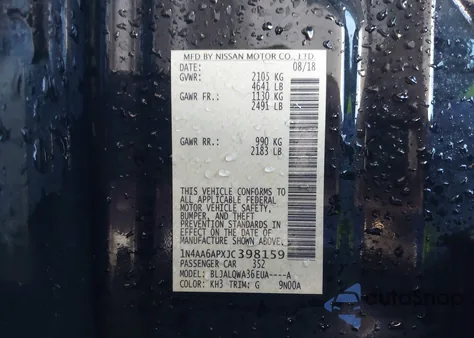 MFD BY NISSAN MOTOR CO., LTD.
DATE: 08/18
GVWR: 2105 KG
4641 LB
GAWR FR.: 1130 KG
2491 LB
GAWR RR.: 990 KG
2183 LB
THIS VEHICLE CONFORMS TO
ALL APPLICABLE FEDERAL
MOTOR VEHICLE SAFETY,
BUMPER, AND THEFT
PREVENTION STANDARDS IN
EFFECT ON THE DATE OF
MANUFACTURE SHOWN ABOVE.
1N4AA6APXJC398159
PASSENGER CAR 352
MODEL: BLJALQWA36EUA----A
COLOR: KH3 TRIM: G 9N00A
AutoSnap